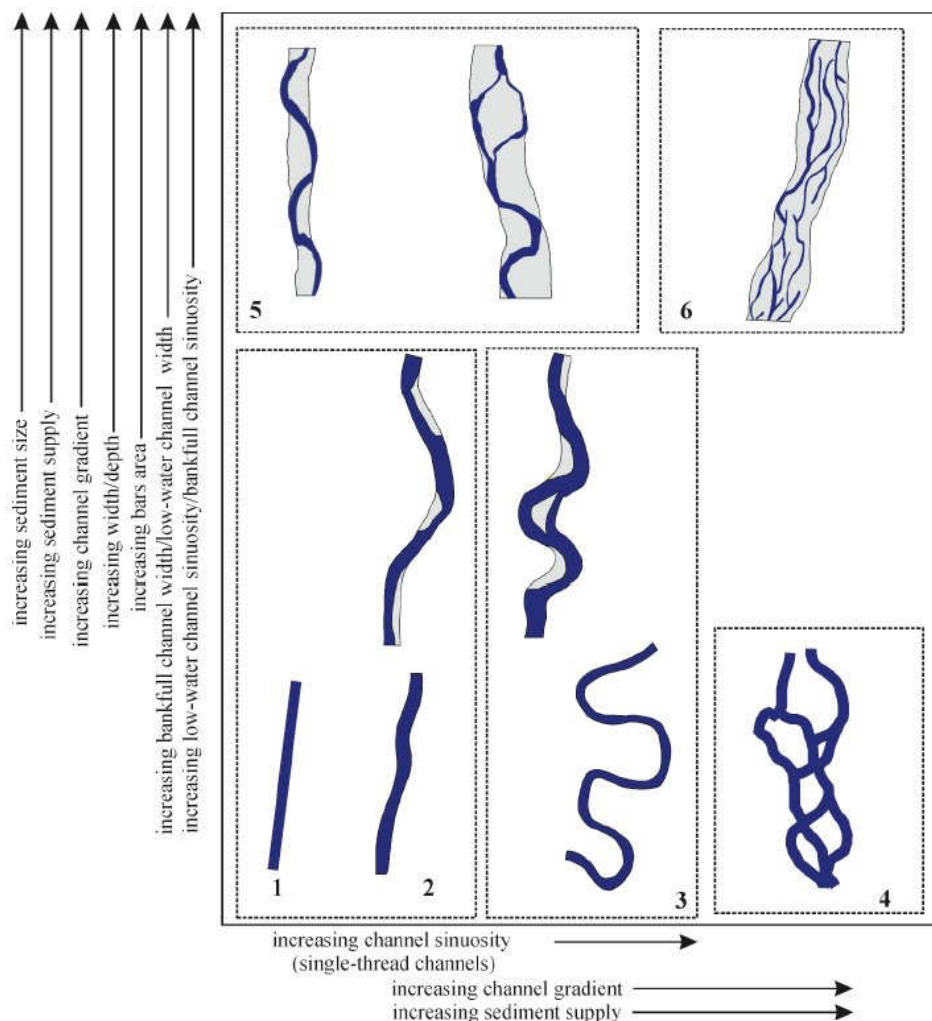 increasing sediment size
increasing sediment supply
increasing channel gradient
increasing width/depth
increasing bars area
increasing bankfull channel width/low-water channel width
increasing low-water channel sinuosity/bankfull channel sinuosity
5
6
1
2
3
4
increasing channel sinuosity
(single-thread channels)
increasing channel gradient
increasing sediment supply